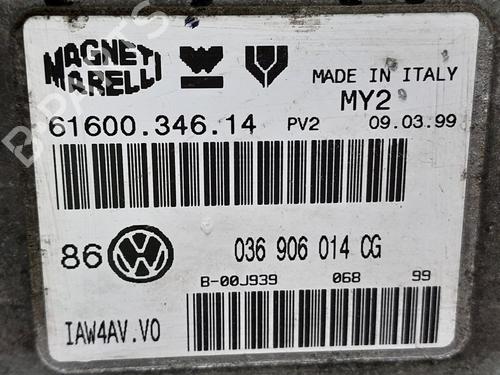 MAGNETI MARELLI
MADE IN ITALY
MY2
61600.346.14 PV2 09.03.99
86 036 906 014 CG
B-00J939 068 99
IAW4AV.V0